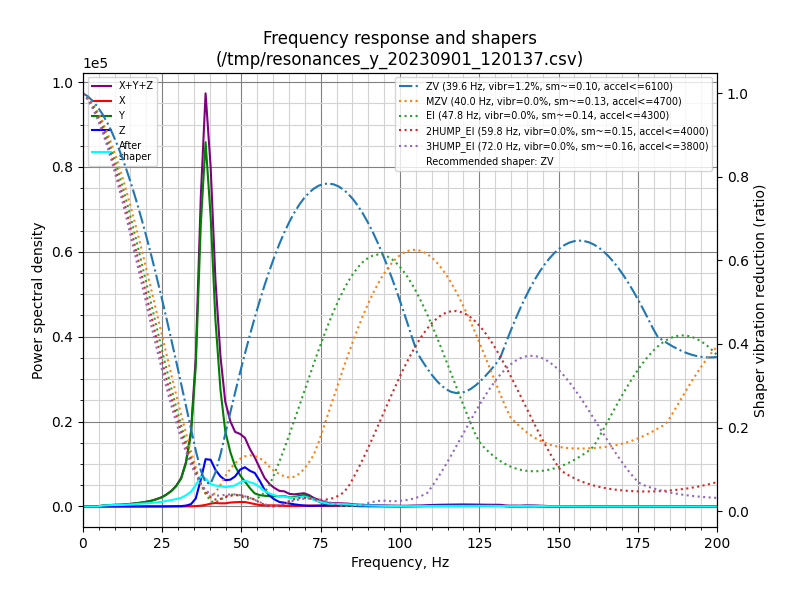 Frequency response and shapers
(/tmp/resonances_y_20230901_120137.csv)
1e5
X+Y+Z
X
Y
Z
After
shaper
ZV (39.6 Hz, vibr=1.2%, sm~=0.10, accel<=6100)
MZV (40.0 Hz, vibr=0.0%, sm~=0.13, accel<=4700)
EI (47.8 Hz, vibr=0.0%, sm~=0.14, accel<=4300)
2HUMP_EI (59.8 Hz, vibr=0.0%, sm~=0.15, accel<=4000)
3HUMP_EI (72.0 Hz, vibr=0.0%, sm~=0.16, accel<=3800)
Recommended shaper: ZV
1.0
0.8
0.6
0.4
0.2
0.0
Power spectral density
1.0
0.8
0.6
0.4
0.2
0.0
Shaper vibration reduction (ratio)
0 25 50 75 100 125 150 175 200
Frequency, Hz